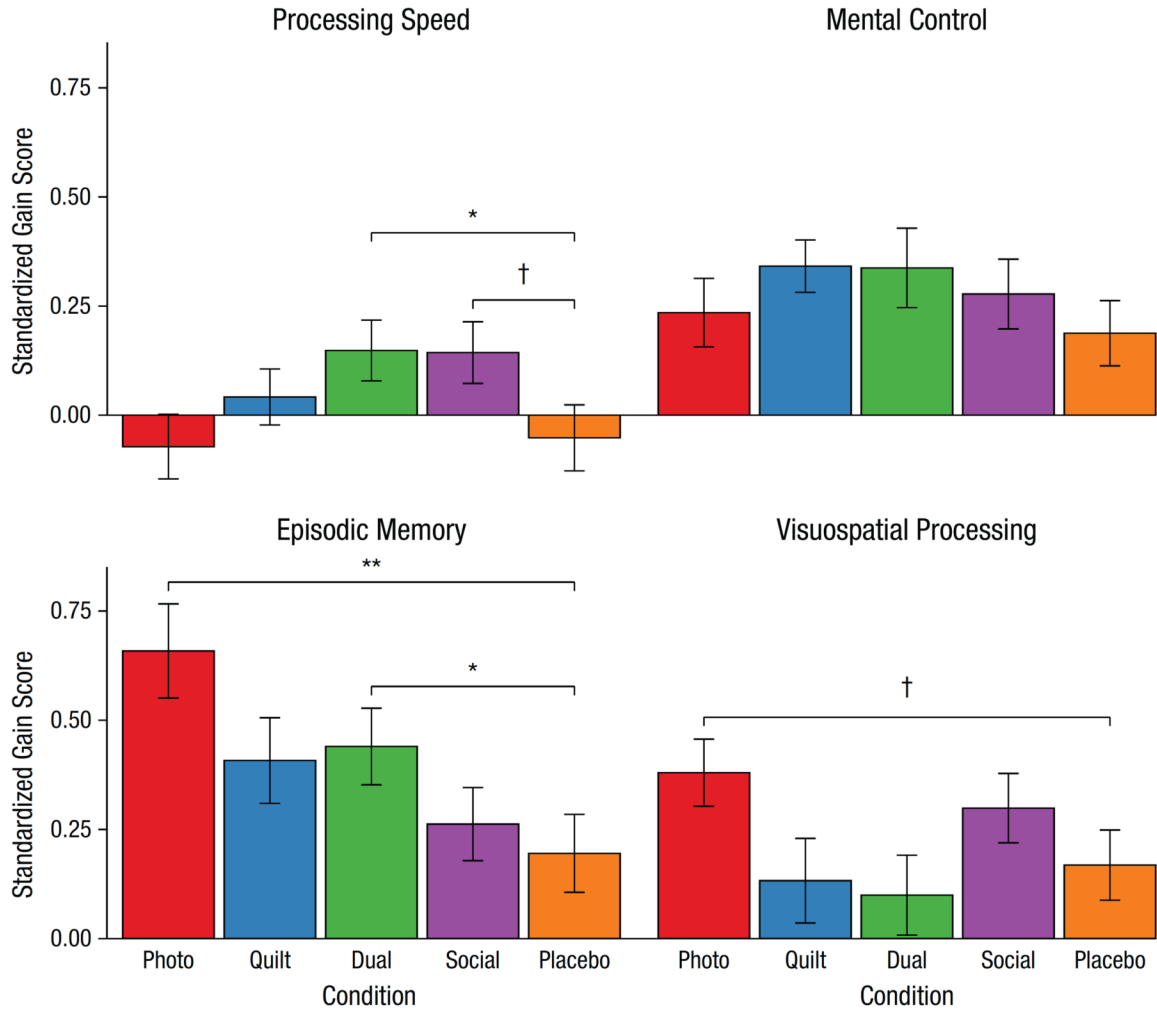 Processing Speed
Mental Control
Standardized Gain Score
0.75
0.50
0.25
0.00
*
†
Episodic Memory
Visuospatial Processing
Standardized Gain Score
0.75
0.50
0.25
0.00
**
*
†
Photo Quilt Dual Social Placebo
Photo Quilt Dual Social Placebo
Condition
Condition